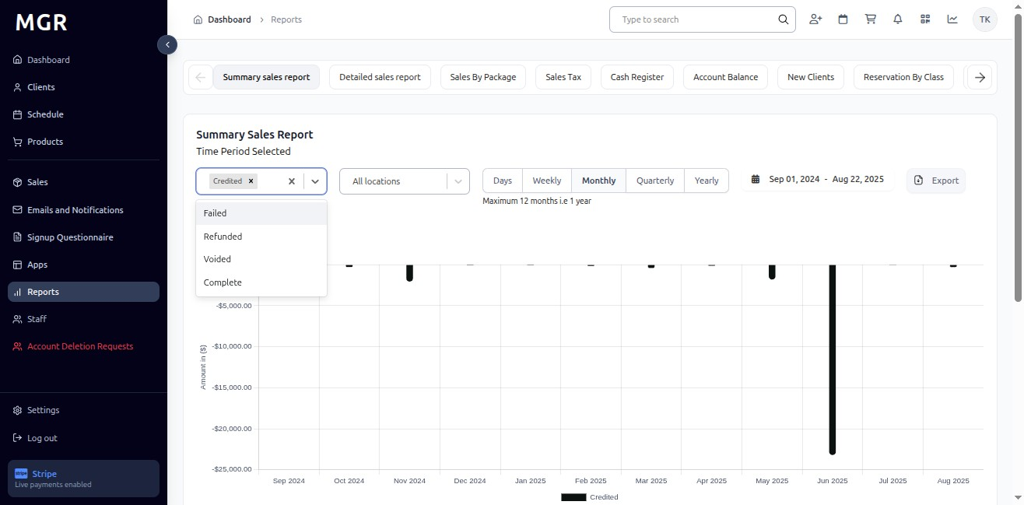 MGR
Dashboard
Clients
Schedule
Products
Sales
Emails and Notifications
Signup Questionnaire
Apps
Reports
Staff
Account Deletion Requests
Settings
Log out
Stripe
Live payments enabled
Dashboard > Reports
Type to search
TK
Summary sales report
Detailed sales report
Sales By Package
Sales Tax
Cash Register
Account Balance
New Clients
Reservation By Class
Summary Sales Report
Time Period Selected
Credited ×
All locations
Days Weekly Monthly Quarterly Yearly
Sep 01, 2024 - Aug 22, 2025
Export
Maximum 12 months i.e 1 year
Failed
Refunded
Voided
Complete
Amount in ($)
-$5,000.00
-$10,000.00
-$15,000.00
-$20,000.00
-$25,000.00
Sep 2024 Oct 2024 Nov 2024 Dec 2024 Jan 2025 Feb 2025 Mar 2025 Apr 2025 May 2025 Jun 2025 Jul 2025 Aug 2025
Credited